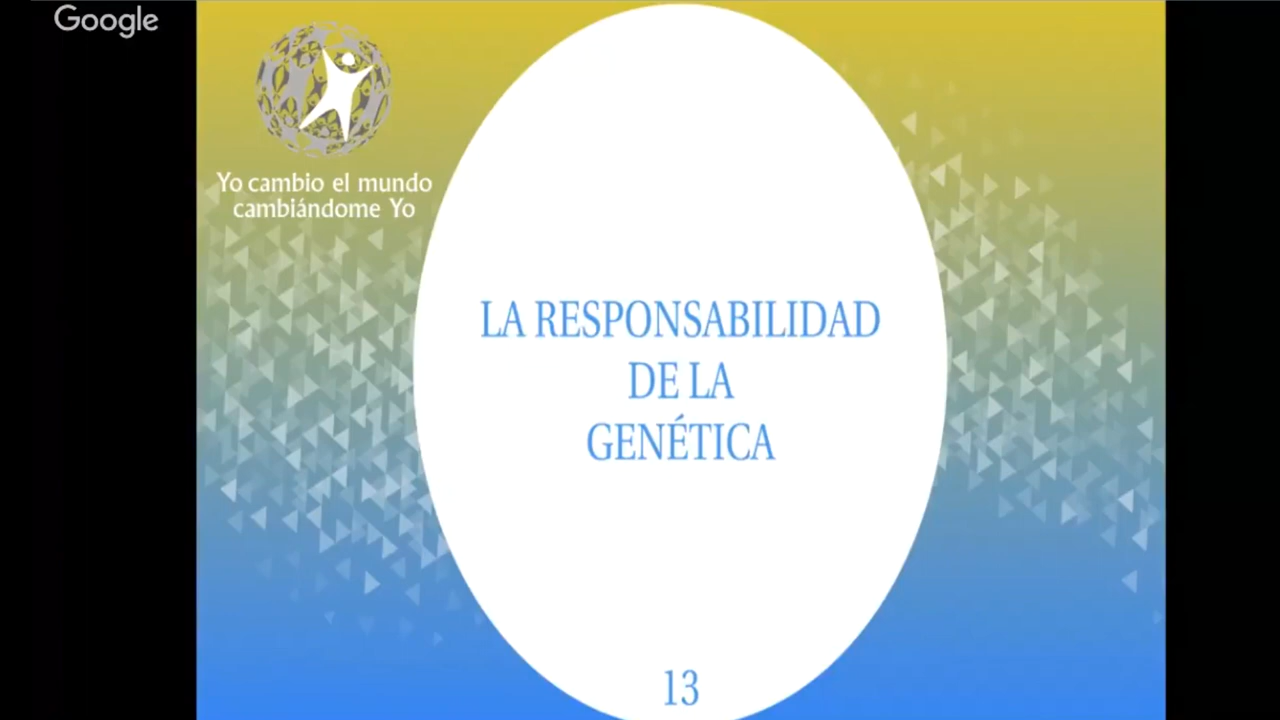 Google
Yo cambio el mundo
cambiándome Yo
LA RESPONSABILIDAD
DE LA
GENÉTICA
13